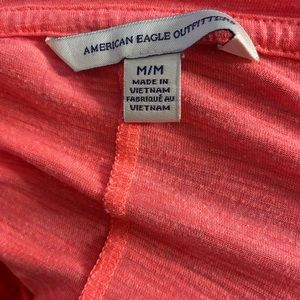 AMERICAN EAGLE OUTFITTERS
M/M
MADE IN
VIETNAM
FABRIQUÉ AU
VIETNAM